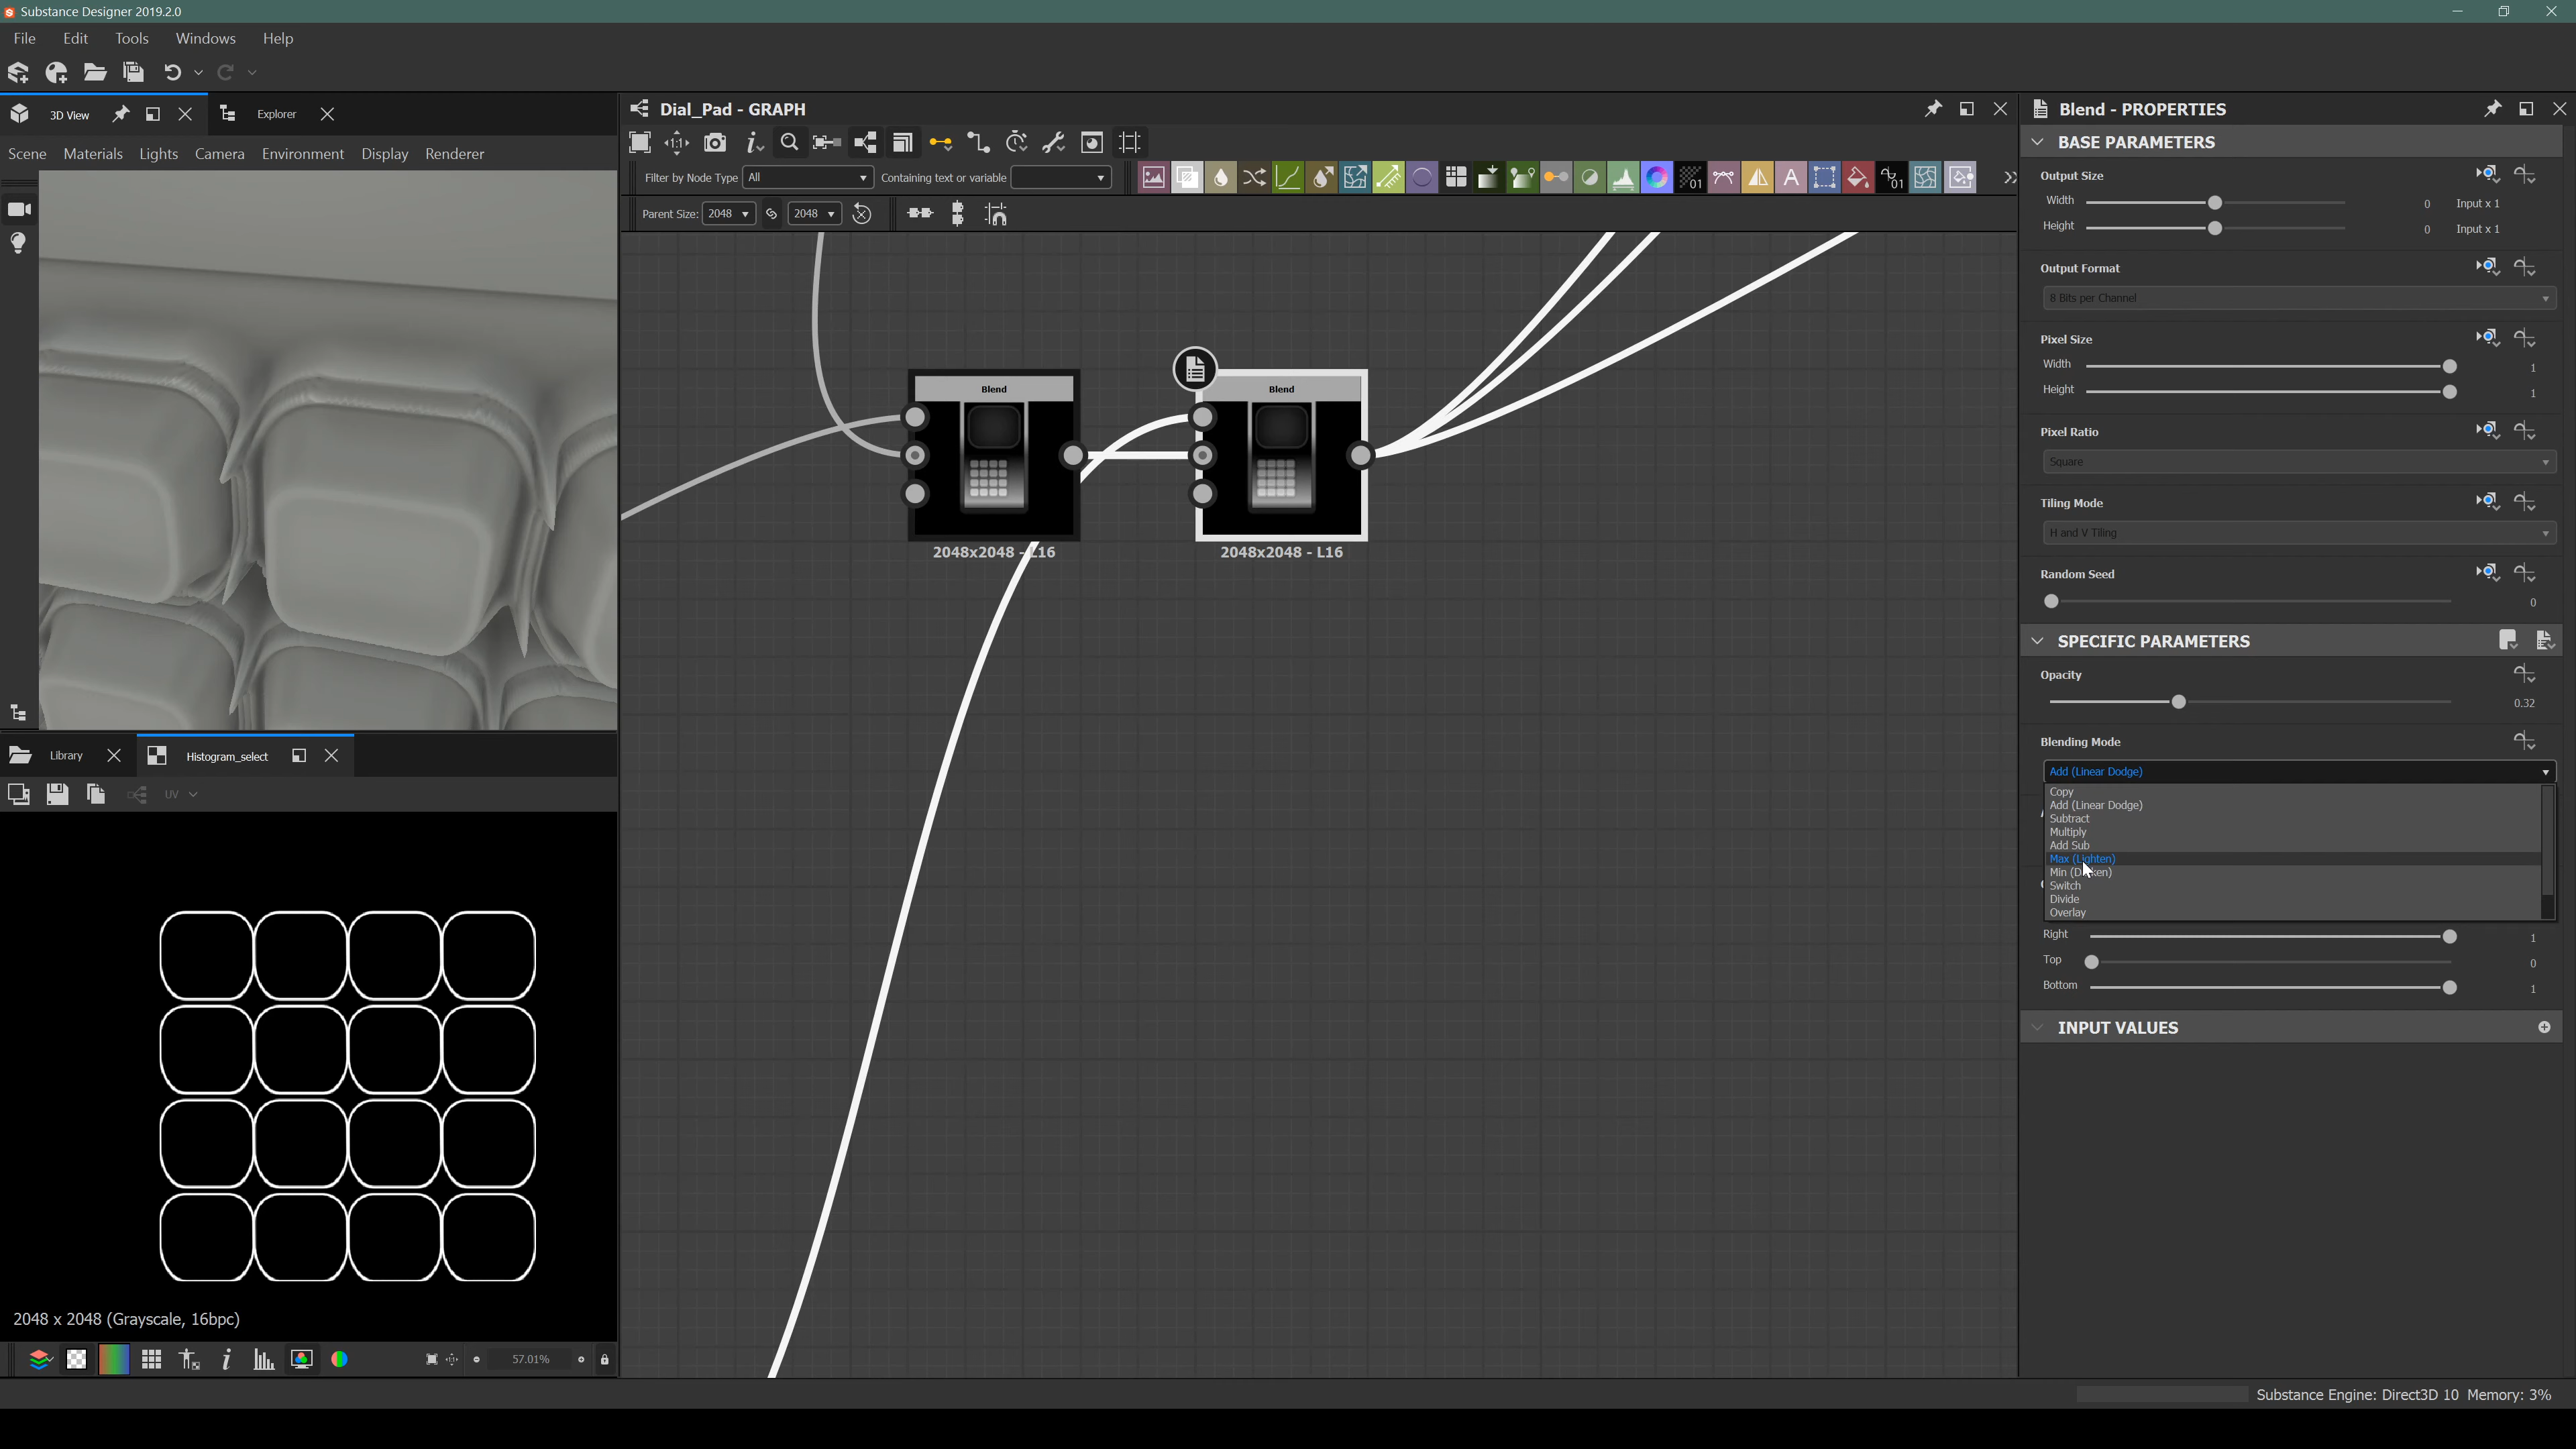 Substance Designer 2019.2.0
File Edit Tools Windows Help
3D View Explorer
Scene Materials Lights Camera Environment Display Renderer
Library Histogram_select
UV
2048 x 2048 (Grayscale, 16bpc)
57.01%
Dial_Pad - GRAPH
Filter by Node Type All Containing text or variable
Parent Size: 2048 2048
Blend
2048x2048 - L16
Blend
2048x2048 - L16
Blend - PROPERTIES
BASE PARAMETERS
Output Size
Width 0 Input x 1
Height 0 Input x 1
Output Format
8 Bits per Channel
Pixel Size
Width 1
Height 1
Pixel Ratio
Square
Tiling Mode
H and V Tiling
Random Seed
0
SPECIFIC PARAMETERS
Opacity
0.32
Blending Mode
Add (Linear Dodge)
Copy
Add (Linear Dodge)
Subtract
Multiply
Add Sub
Max (Lighten)
Min (Darken)
Switch
Divide
Overlay
Right 1
Top 0
Bottom 1
INPUT VALUES
Substance Engine: Direct3D 10 Memory: 3%